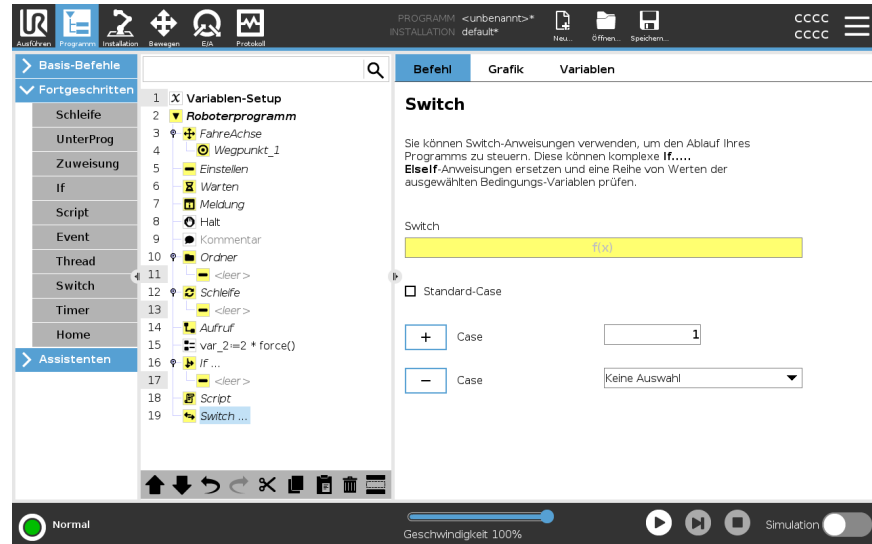 PROGRAMM <unbenannt>*
INSTALLATION default*
cccc
cccc
Ausführen Programm Installation Bewegen E/A Protokoll Neu... Öffnen... Speichern...
Basis-Befehle
Fortgeschritten
Schleife
UnterProg
Zuweisung
If
Script
Event
Thread
Switch
Timer
Home
Assistenten
1 X Variablen-Setup
2 Roboterprogramm
3 FahreAchse
4 Wegpunkt_1
5 Einstellen
6 Warten
7 Meldung
8 Halt
9 Kommentar
10 Ordner
11 <leer>
12 Schleife
13 <leer>
14 Aufruf
15 var_2:=2 * force()
16 If ...
17 <leer>
18 Script
19 Switch ...
Befehl Grafik Variablen
Switch
Sie können Switch-Anweisungen verwenden, um den Ablauf Ihres
Programms zu steuern. Diese können komplexe If.....
ElseIf-Anweisungen ersetzen und eine Reihe von Werten der
ausgewählten Bedingungs-Variablen prüfen.
Switch
f(x)
Standard-Case
+ Case 1
− Case Keine Auswahl
Normal
Geschwindigkeit 100%
Simulation